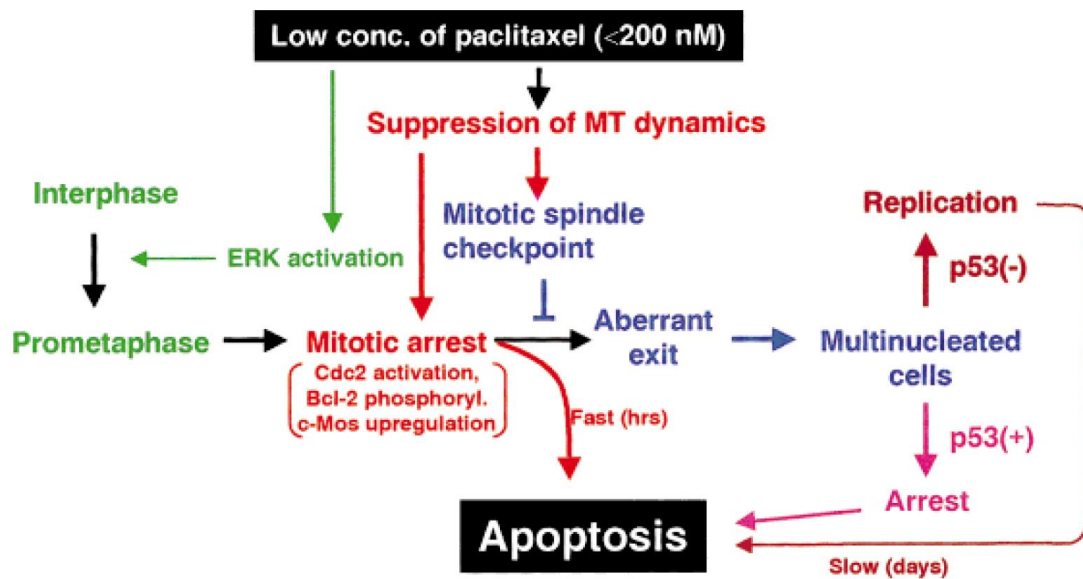 Low conc. of paclitaxel (<200 nM)
Suppression of MT dynamics
Interphase
Mitotic spindle
checkpoint
Replication
ERK activation
p53(-)
Prometaphase
Mitotic arrest
Aberrant
exit
Multinucleated
cells
Cdc2 activation,
Bcl-2 phosphoryl.
c-Mos upregulation
Fast (hrs)
p53(+)
Arrest
Apoptosis
Slow (days)